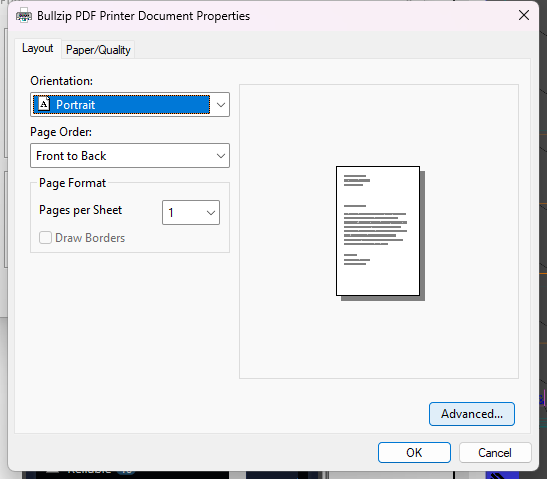 Bullzip PDF Printer Document Properties
Layout
Paper/Quality
Orientation:
A Portrait
Page Order:
Front to Back
Page Format
Pages per Sheet 1
Draw Borders
Advanced...
OK
Cancel
Reliable